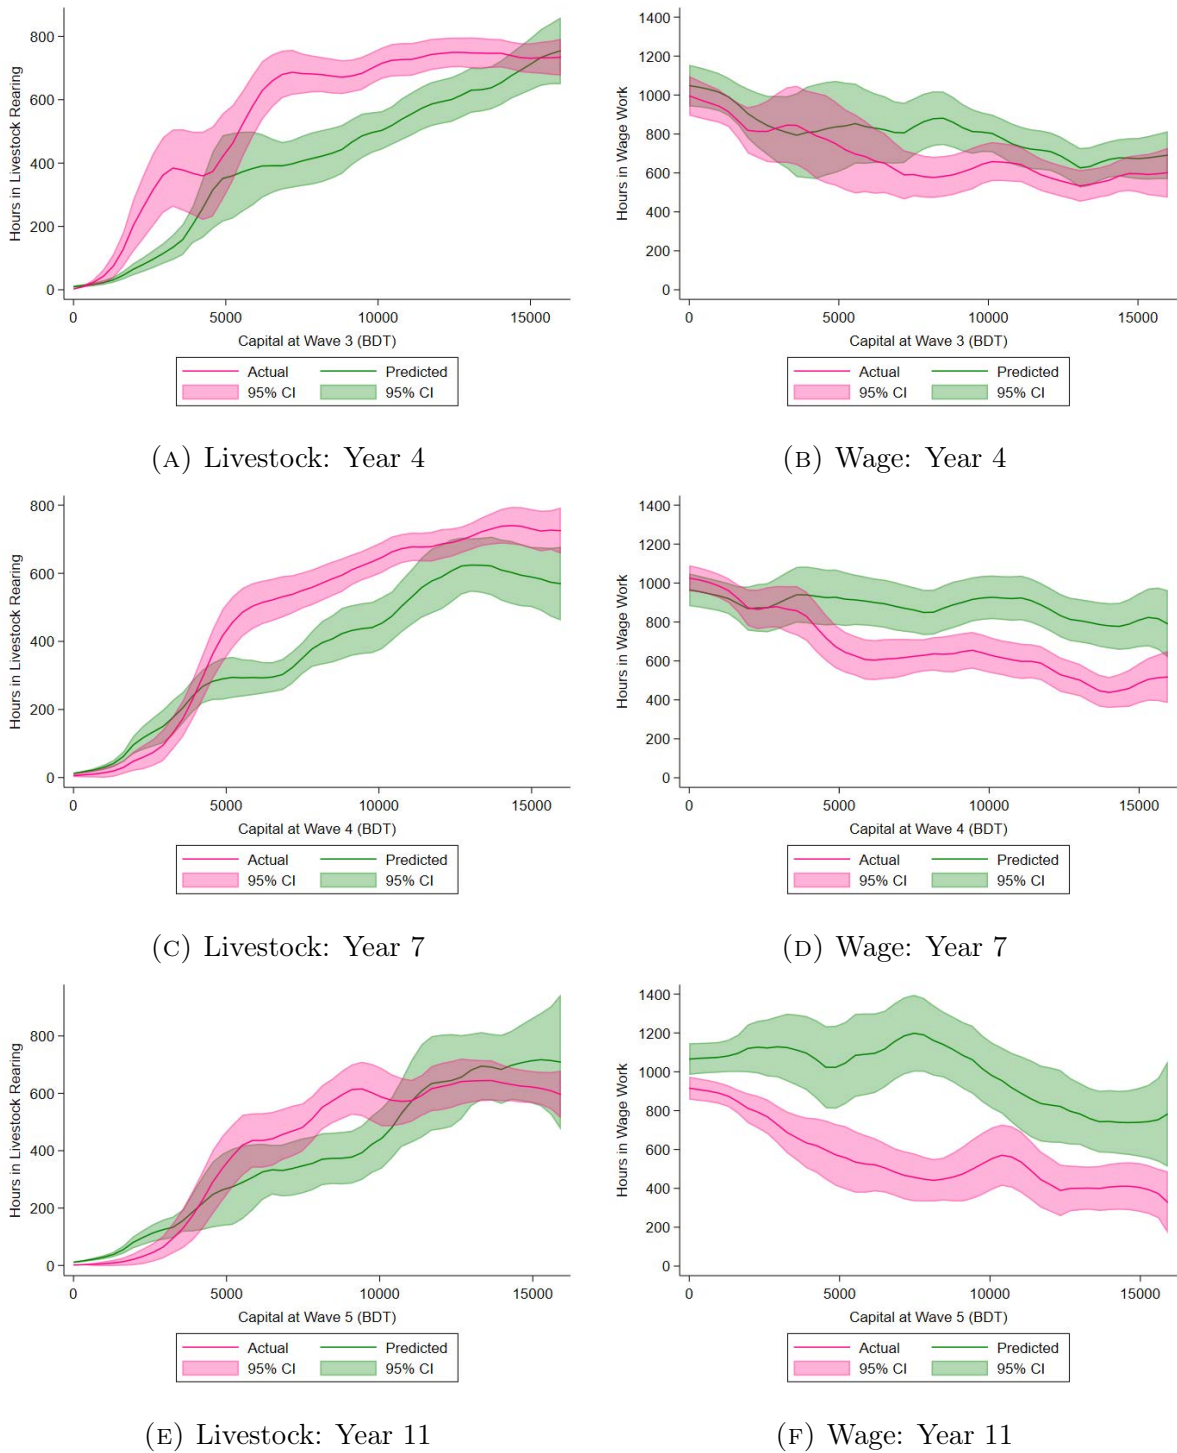 Hours in Livestock Rearing
800
600
400
200
0
0 5000 10000 15000
Capital at Wave 3 (BDT)
Actual Predicted
95% CI 95% CI
(A) Livestock: Year 4
Hours in Wage Work
1400
1200
1000
800
600
400
200
0
0 5000 10000 15000
Capital at Wave 3 (BDT)
Actual Predicted
95% CI 95% CI
(B) Wage: Year 4
Hours in Livestock Rearing
800
600
400
200
0
0 5000 10000 15000
Capital at Wave 4 (BDT)
Actual Predicted
95% CI 95% CI
(C) Livestock: Year 7
Hours in Wage Work
1400
1200
1000
800
600
400
200
0
0 5000 10000 15000
Capital at Wave 4 (BDT)
Actual Predicted
95% CI 95% CI
(D) Wage: Year 7
Hours in Livestock Rearing
800
600
400
200
0
0 5000 10000 15000
Capital at Wave 5 (BDT)
Actual Predicted
95% CI 95% CI
(E) Livestock: Year 11
Hours in Wage Work
1400
1200
1000
800
600
400
200
0
0 5000 10000 15000
Capital at Wave 5 (BDT)
Actual Predicted
95% CI 95% CI
(F) Wage: Year 11